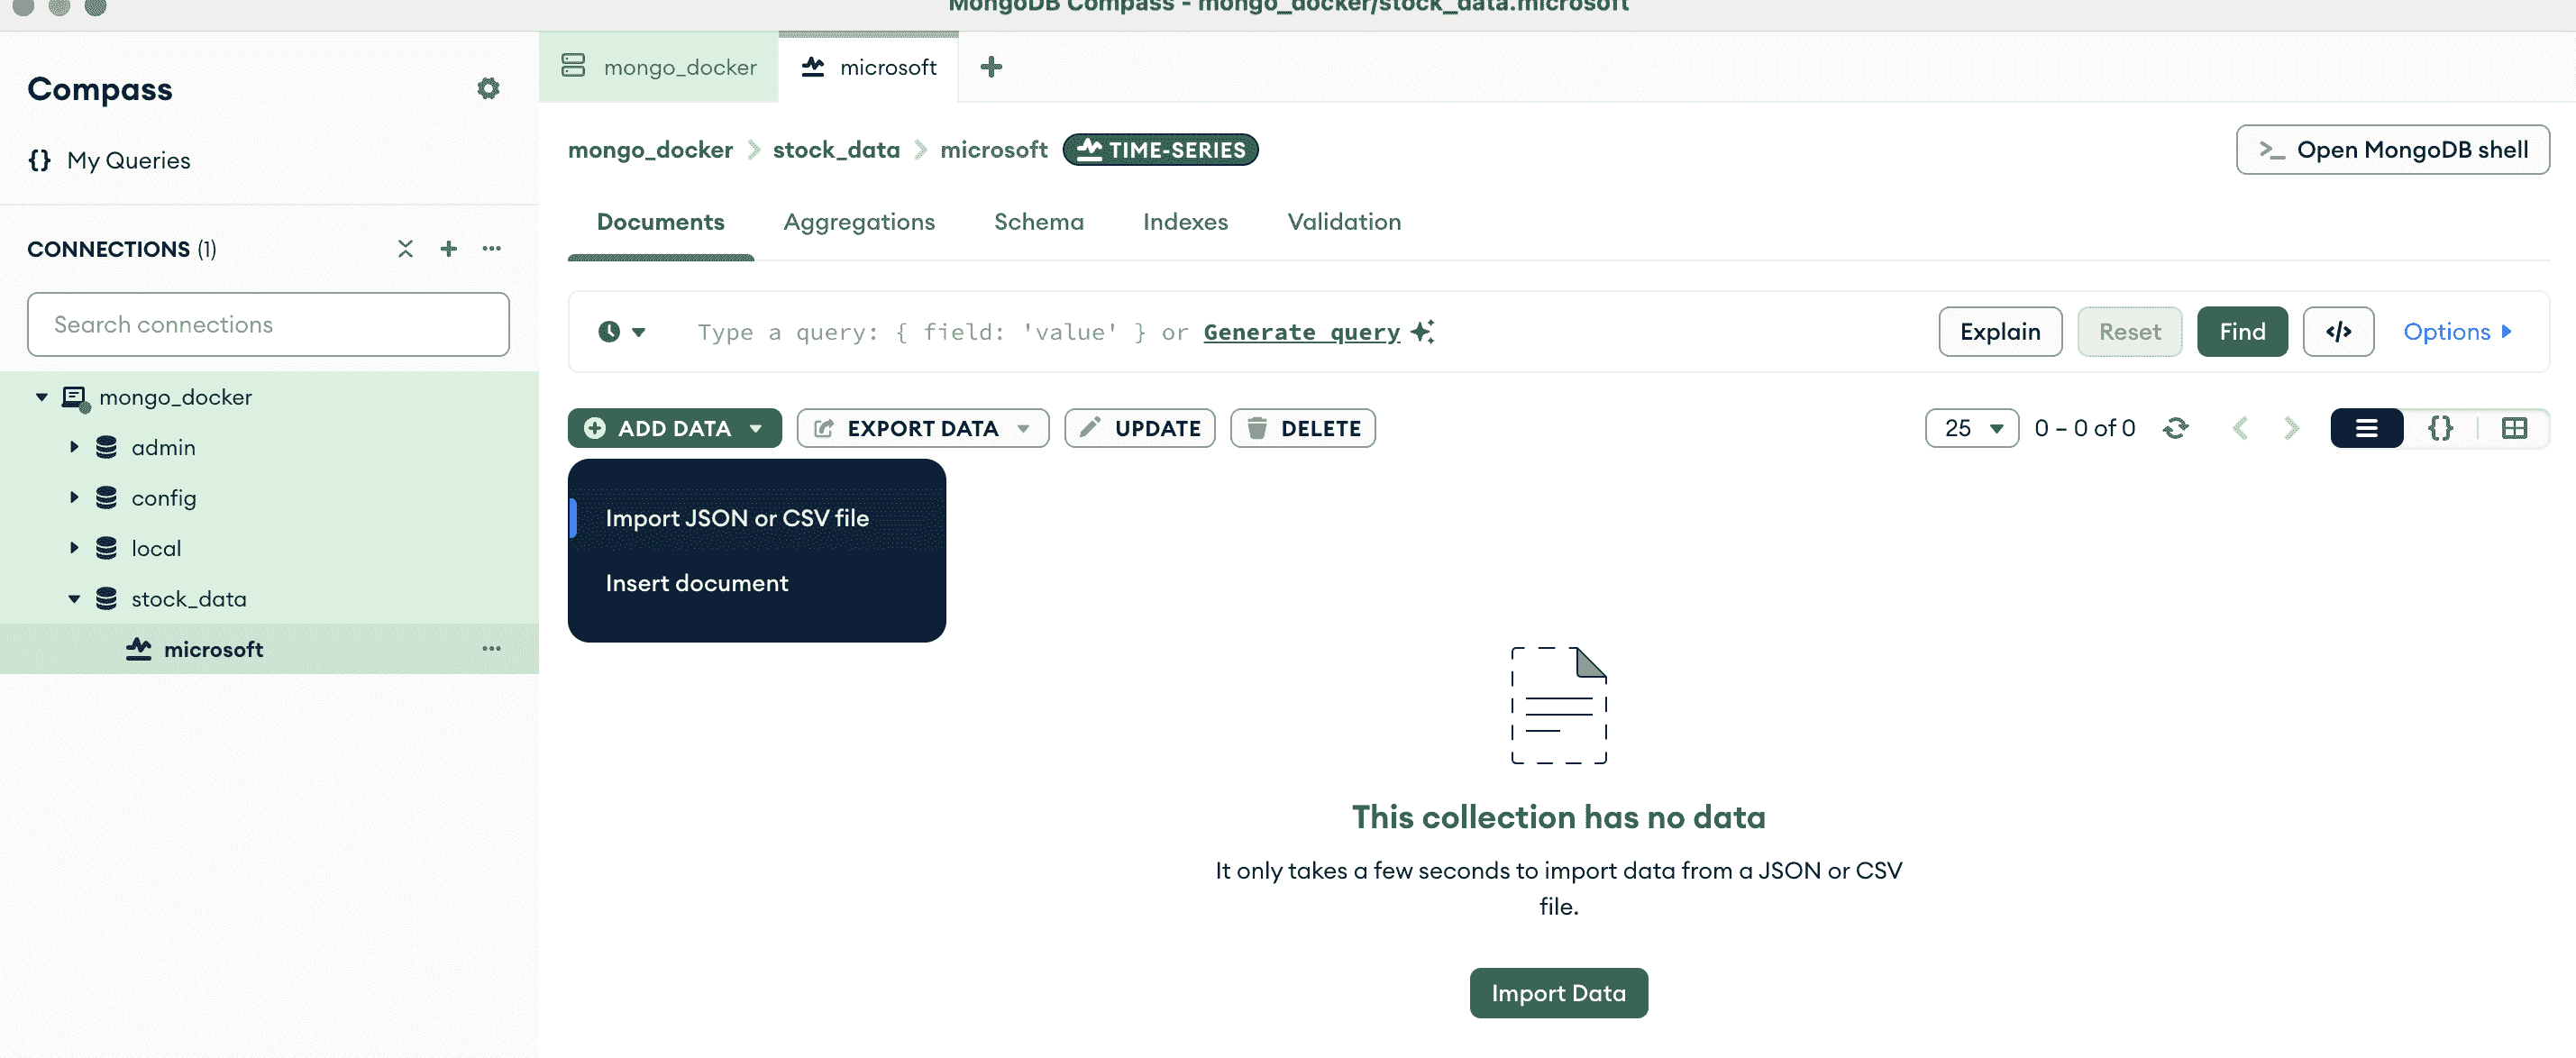 MongoDB Compass - mongo_docker/stock_data.microsoft
Compass
My Queries
CONNECTIONS (1)
Search connections
mongo_docker
admin
config
local
stock_data
microsoft
mongo_docker
microsoft
mongo_docker > stock_data > microsoft TIME-SERIES
>_ Open MongoDB shell
Documents Aggregations Schema Indexes Validation
Type a query: { field: 'value' } or Generate query
Explain Reset Find </> Options
ADD DATA EXPORT DATA UPDATE DELETE
25 0 – 0 of 0 {}
Import JSON or CSV file
Insert document
This collection has no data
It only takes a few seconds to import data from a JSON or CSV
file.
Import Data